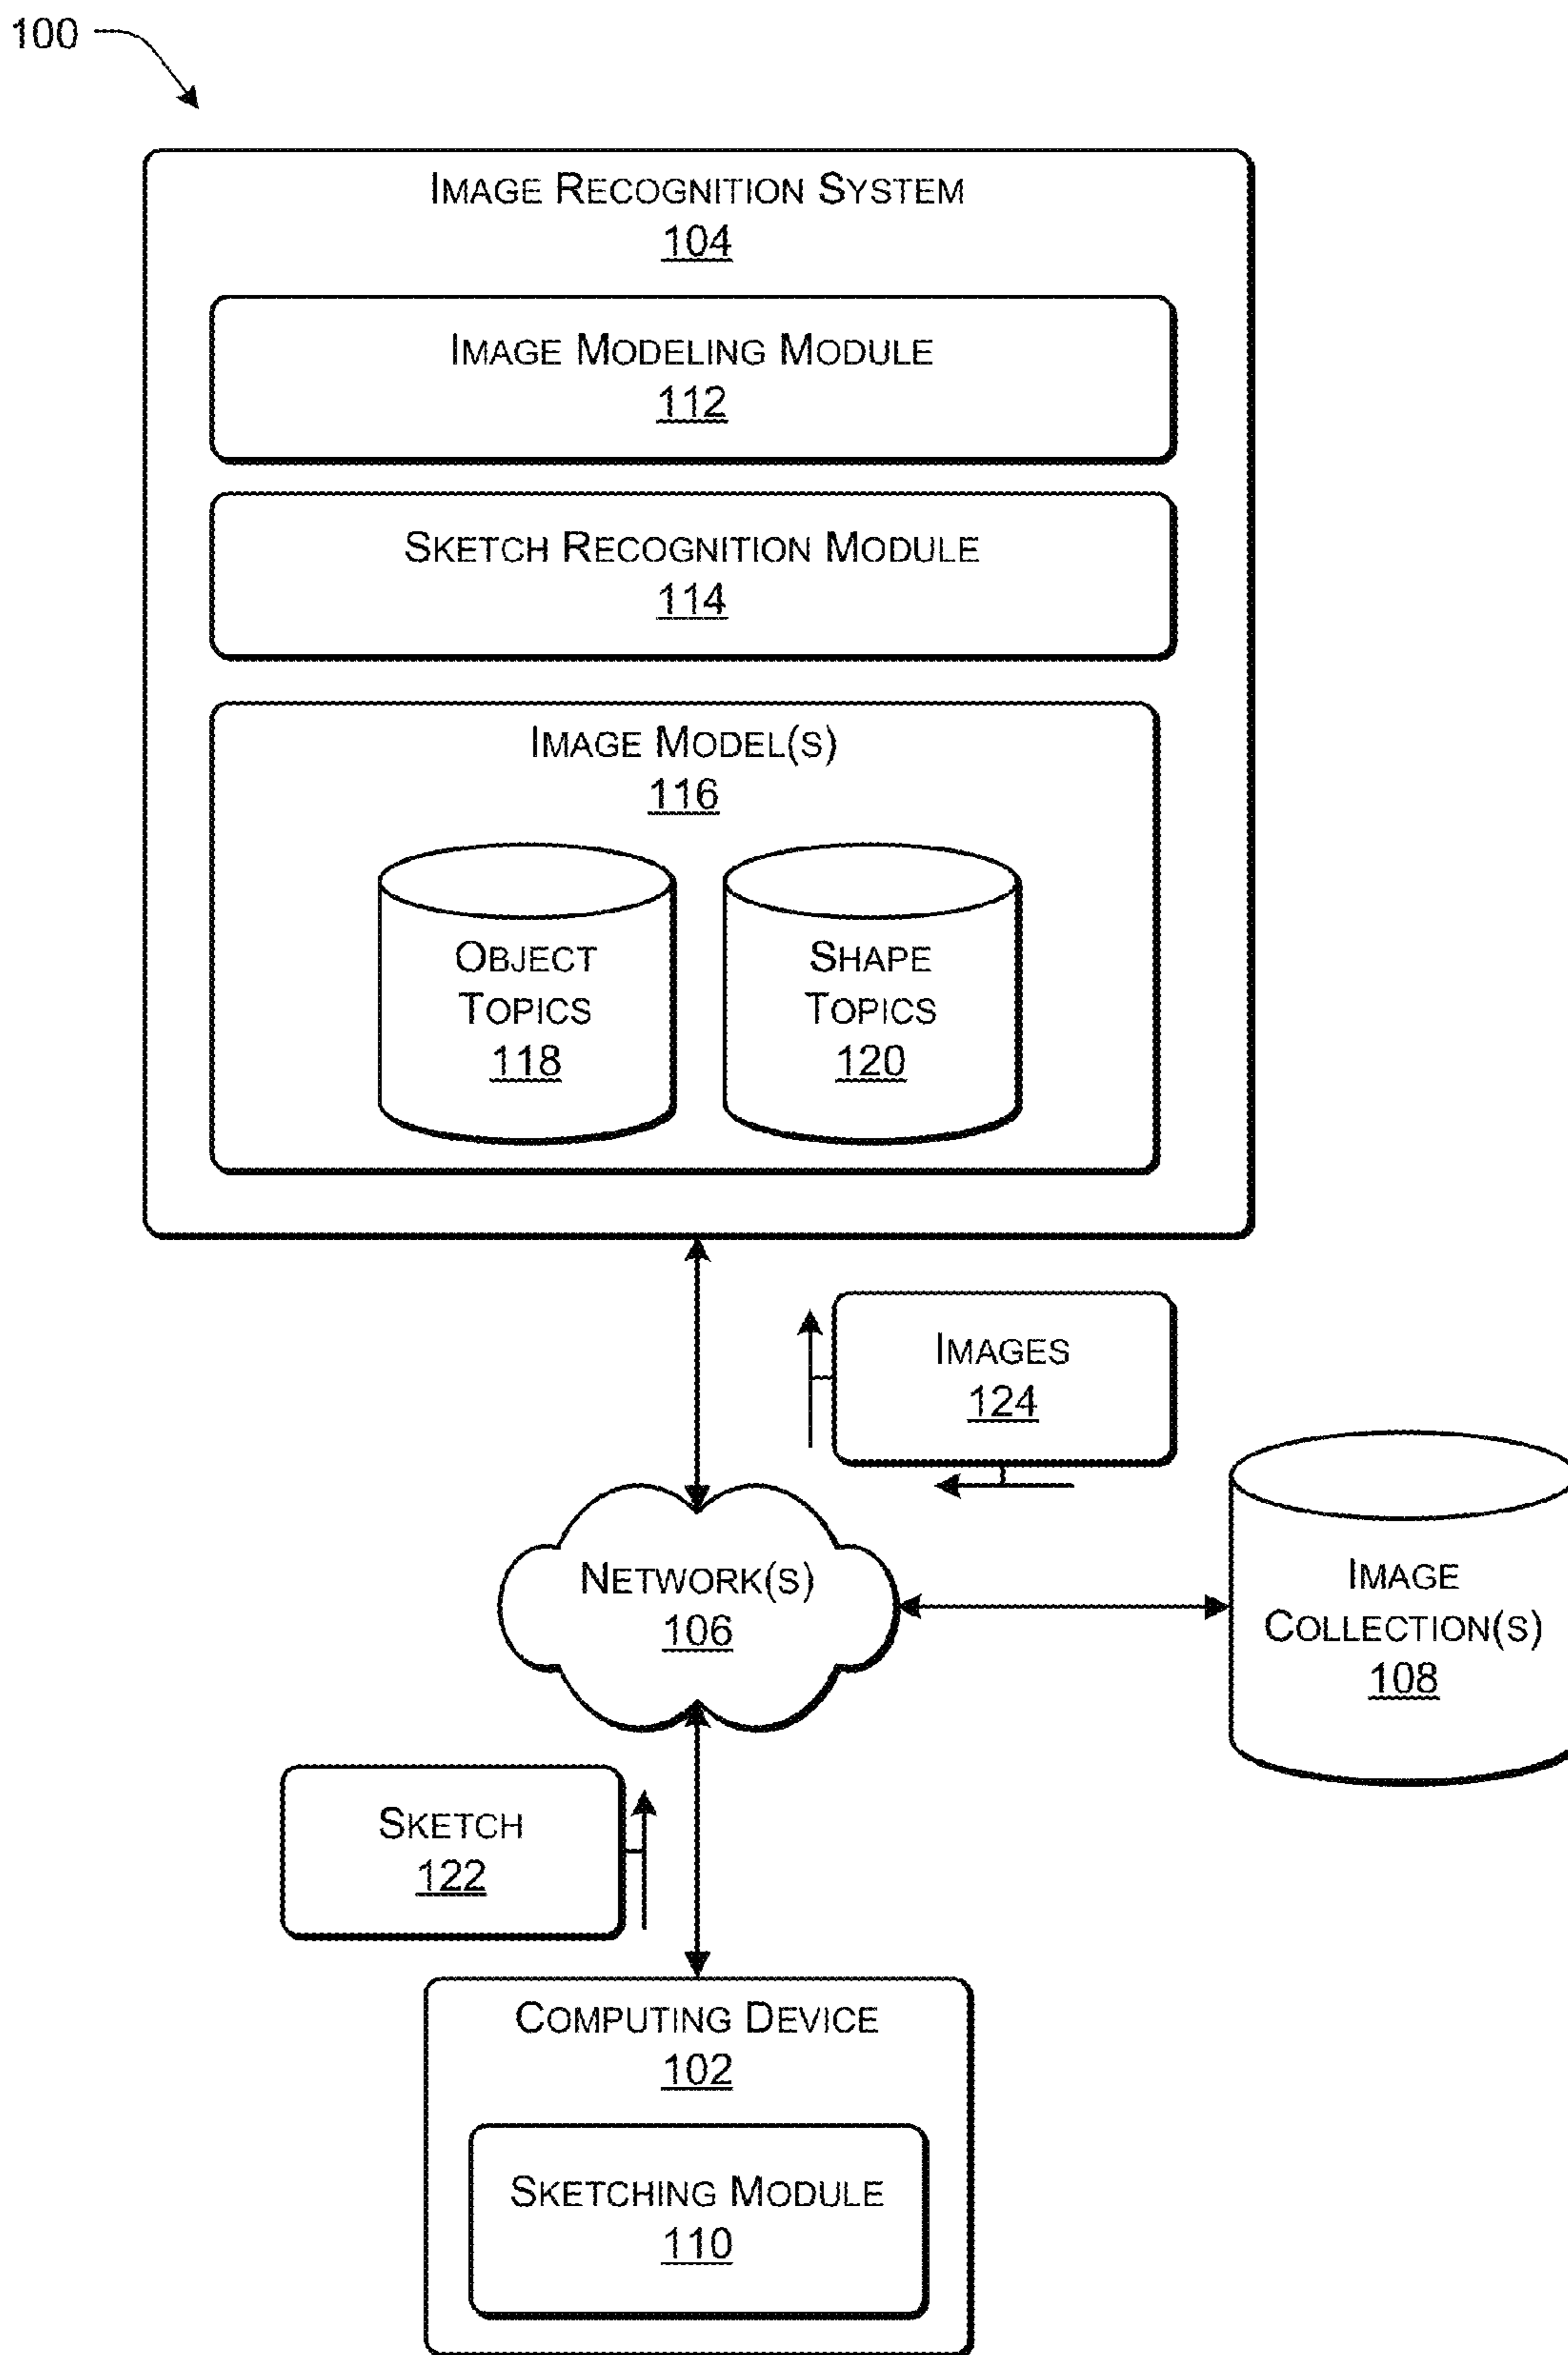 100
IMAGE RECOGNITION SYSTEM
104
IMAGE MODELING MODULE
112
SKETCH RECOGNITION MODULE
114
IMAGE MODEL(S)
116
OBJECT
TOPICS
118
SHAPE
TOPICS
120
IMAGES
124
NETWORK(S)
106
IMAGE
COLLECTION(S)
108
SKETCH
122
COMPUTING DEVICE
102
SKETCHING MODULE
110